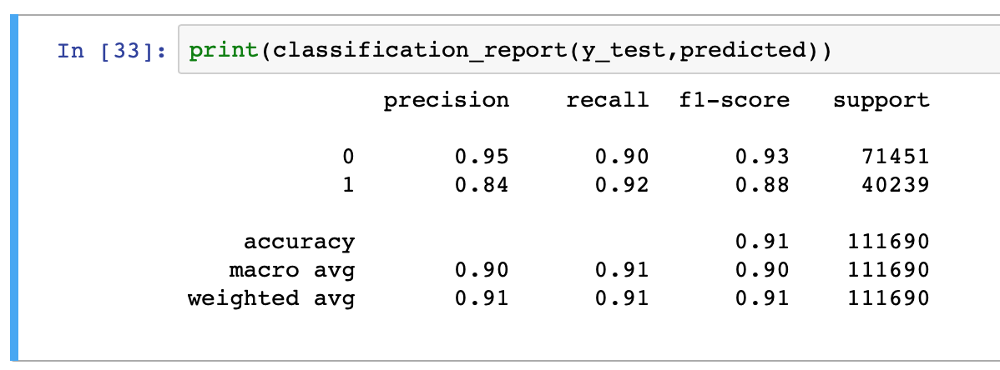 In [33]: print(classification_report(y_test,predicted))
precision recall f1-score support
0 0.95 0.90 0.93 71451
1 0.84 0.92 0.88 40239
accuracy 0.91 111690
macro avg 0.90 0.91 0.90 111690
weighted avg 0.91 0.91 0.91 111690